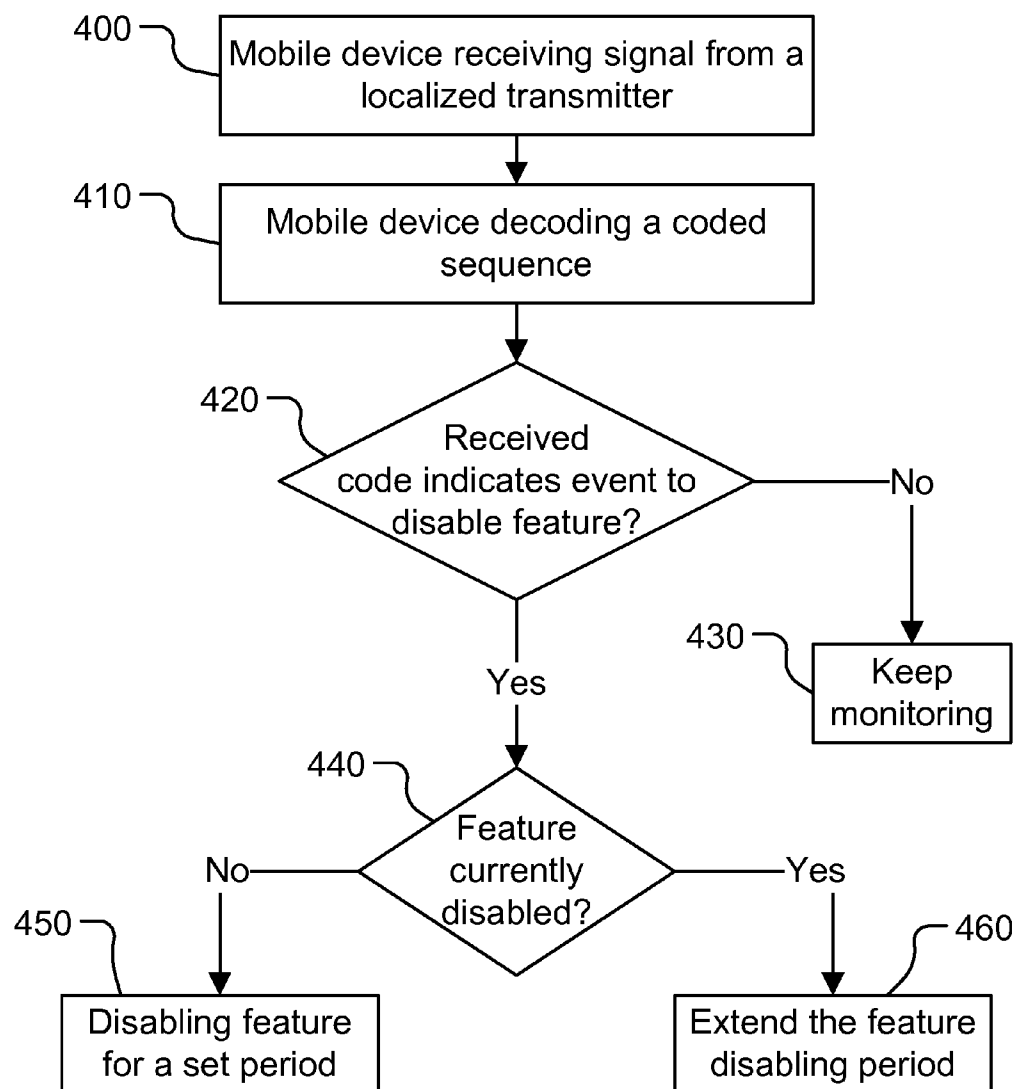 400
Mobile device receiving signal from a
localized transmitter
410
Mobile device decoding a coded
sequence
420
Received
code indicates event to
disable feature?
No
430
Keep
monitoring
Yes
440
Feature
currently
disabled?
No
Yes
450
Disabling feature
for a set period
460
Extend the feature
disabling period